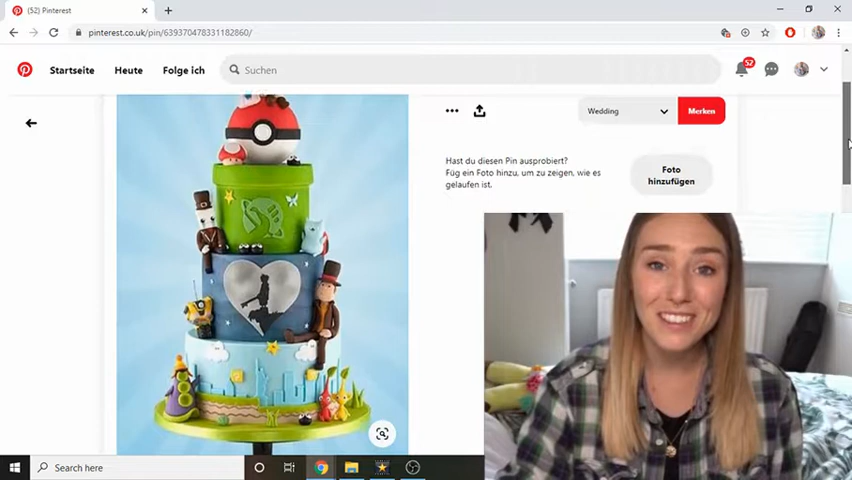 (52) Pinterest
pinterest.co.uk/pin/639370478331182860/
Startseite Heute Folge ich Suchen 52
Wedding Merken
Hast du diesen Pin ausprobiert?
Füg ein Foto hinzu, um zu zeigen, wie es
gelaufen ist.
Foto
hinzufügen
Search here